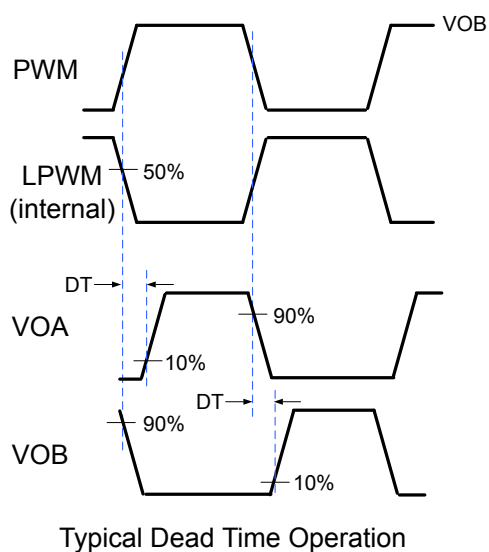 VOB
PWM
50%
LPWM
(internal)
DT
90%
VOA
10%
DT
90%
VOB
10%
Typical Dead Time Operation